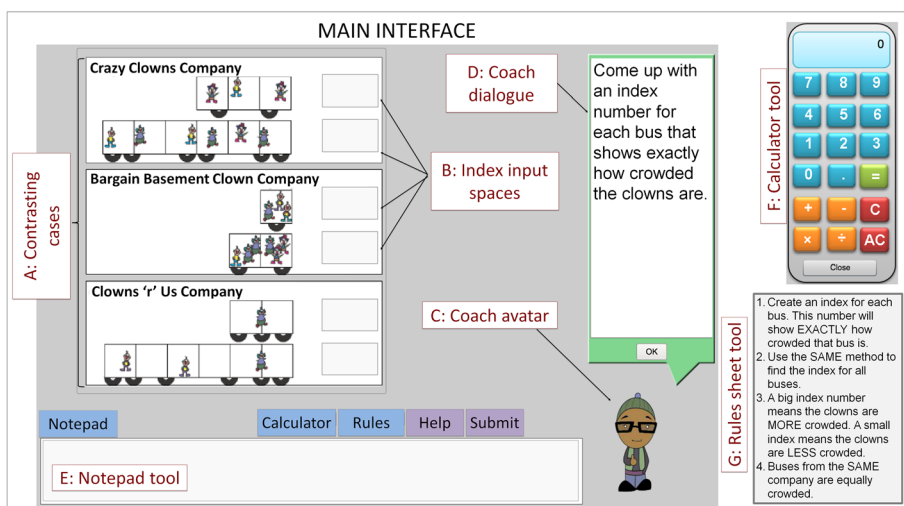 MAIN INTERFACE
Crazy Clowns Company
Bargain Basement Clown Company
Clowns ‘r’ Us Company
A: Contrasting
cases
B: Index input
spaces
D: Coach
dialogue
Come up with
an index
number for
each bus that
shows exactly
how crowded
the clowns are.
OK
C: Coach avatar
Notepad
Calculator
Rules
Help
Submit
E: Notepad tool
F: Calculator tool
0
7 8 9
4 5 6
1 2 3
0 . =
+ - C
× ÷ AC
Close
G: Rules sheet tool
1. Create an index for each
bus. This number will
show EXACTLY how
crowded that bus is.
2. Use the SAME method to
find the index for all
buses.
3. A big index number
means the clowns are
MORE crowded. A small
index means the clowns
are LESS crowded.
4. Buses from the SAME
company are equally
crowded.